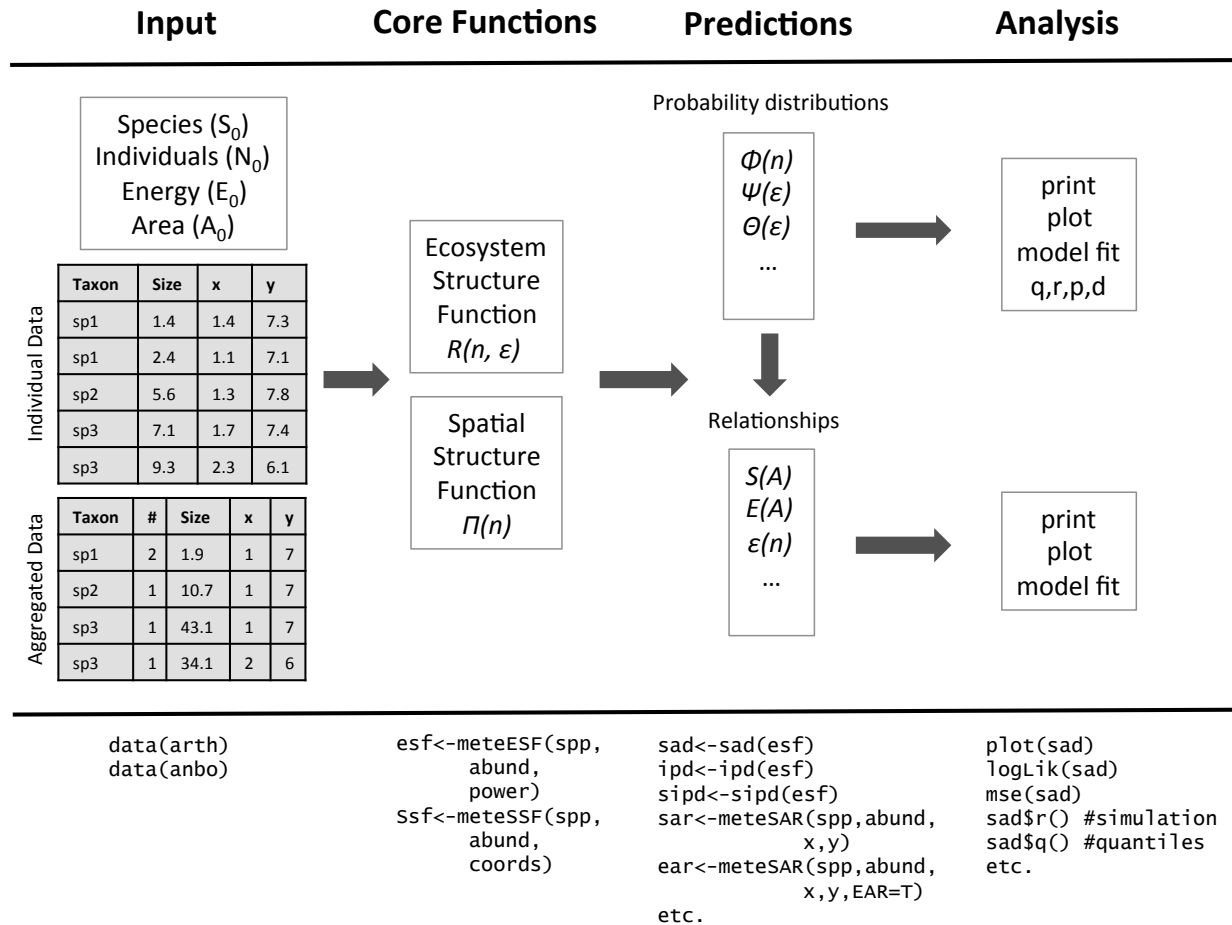 Input Core Functions Predictions Analysis
Species (S₀)
Individuals (N₀)
Energy (E₀)
Area (A₀)
Individual Data
Taxon Size x y
sp1 1.4 1.4 7.3
sp1 2.4 1.1 7.1
sp2 5.6 1.3 7.8
sp3 7.1 1.7 7.4
sp3 9.3 2.3 6.1
Aggregated Data
Taxon # Size x y
sp1 2 1.9 1 7
sp2 1 10.7 1 7
sp3 1 43.1 1 7
sp3 1 34.1 2 6
Ecosystem
Structure
Function
R(n, ε)
Spatial
Structure
Function
Π(n)
Probability distributions
Φ(n)
Ψ(ε)
Θ(ε)
...
Relationships
S(A)
E(A)
ε(n)
...
print
plot
model fit
q,r,p,d
print
plot
model fit
data(arth)
data(anbo)
esf<-meteESF(spp,
abund,
power)
Ssf<-meteSSF(spp,
abund,
coords)
sad<-sad(esf)
ipd<-ipd(esf)
sipd<-sipd(esf)
sar<-meteSAR(spp,abund,
x,y)
ear<-meteSAR(spp,abund,
x,y,EAR=T)
etc.
plot(sad)
logLik(sad)
mse(sad)
sad$r() #simulation
sad$q() #quantiles
etc.